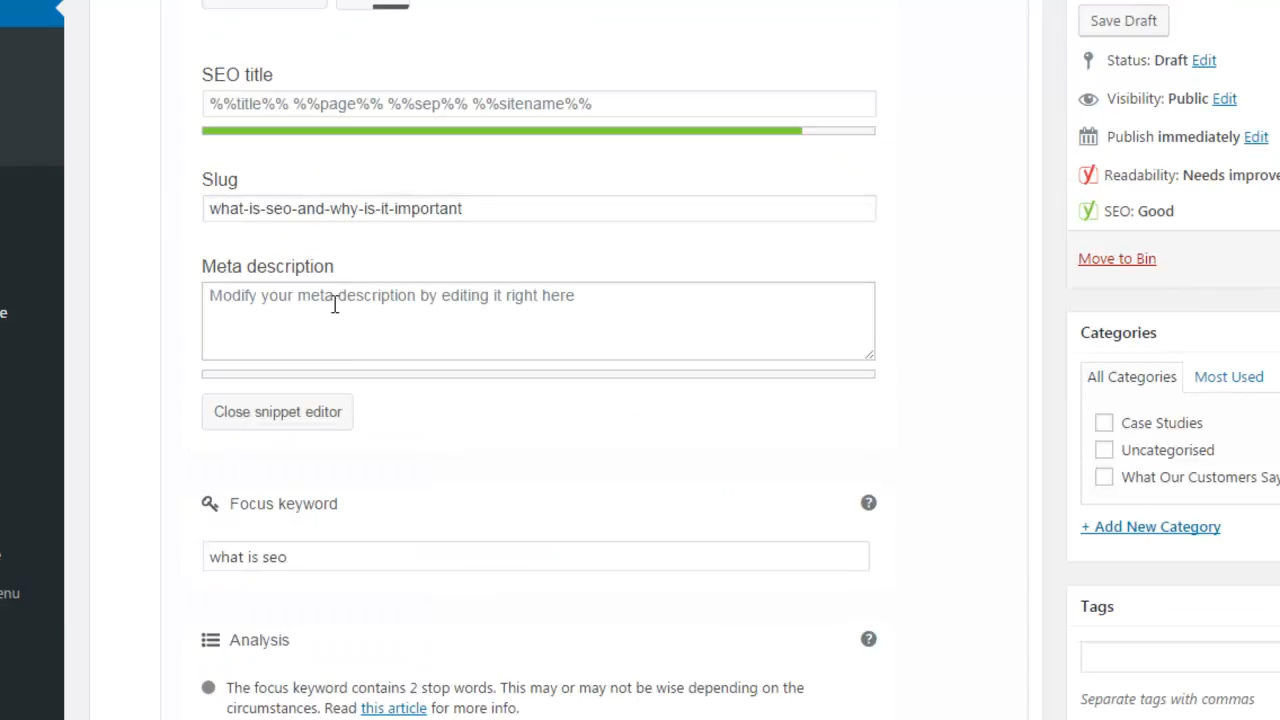 SEO title
%%title%% %%page%% %%sep%% %%sitename%%
Slug
what-is-seo-and-why-is-it-important
Meta description
Modify your meta description by editing it right here
Close snippet editor
Focus keyword
what is seo
Analysis
The focus keyword contains 2 stop words. This may or may not be wise depending on the
circumstances. Read this article for more info.
Save Draft
Status: Draft Edit
Visibility: Public Edit
Publish immediately Edit
Readability: Needs improve
SEO: Good
Move to Bin
Categories
All Categories Most Used
Case Studies
Uncategorised
What Our Customers Say
+ Add New Category
Tags
Separate tags with commas
e
enu